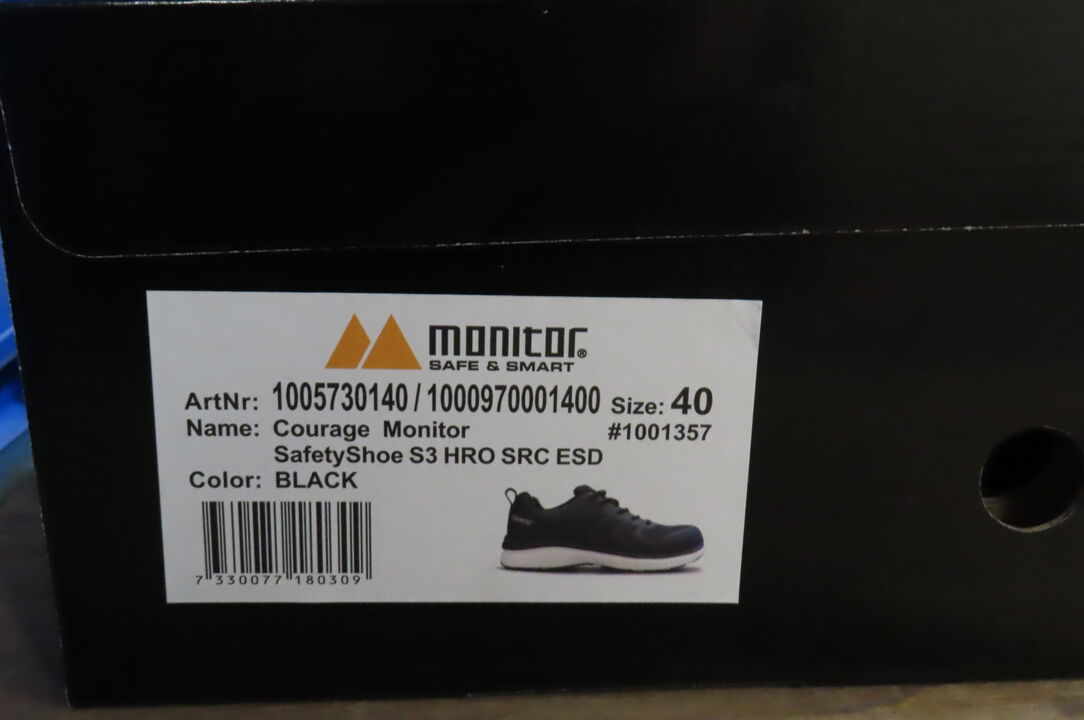 monitor®
SAFE & SMART
ArtNr: 1005730140 / 1000970001400 Size: 40
Name: Courage Monitor #1001357
SafetyShoe S3 HRO SRC ESD
Color: BLACK
7 330077 180309